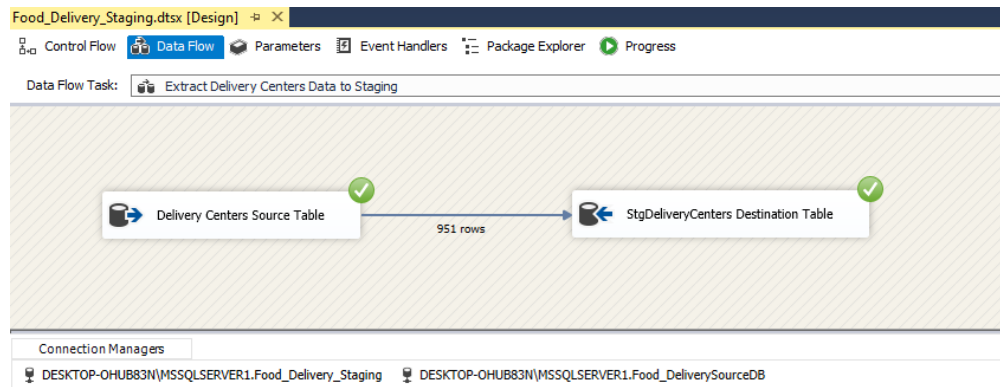 Food_Delivery_Staging.dtsx [Design]
Control Flow Data Flow Parameters Event Handlers Package Explorer Progress
Data Flow Task: Extract Delivery Centers Data to Staging
Delivery Centers Source Table
951 rows
StgDeliveryCenters Destination Table
Connection Managers
DESKTOP-OHUB83N\MSSQLSERVER1.Food_Delivery_Staging DESKTOP-OHUB83N\MSSQLSERVER1.Food_DeliverySourceDB